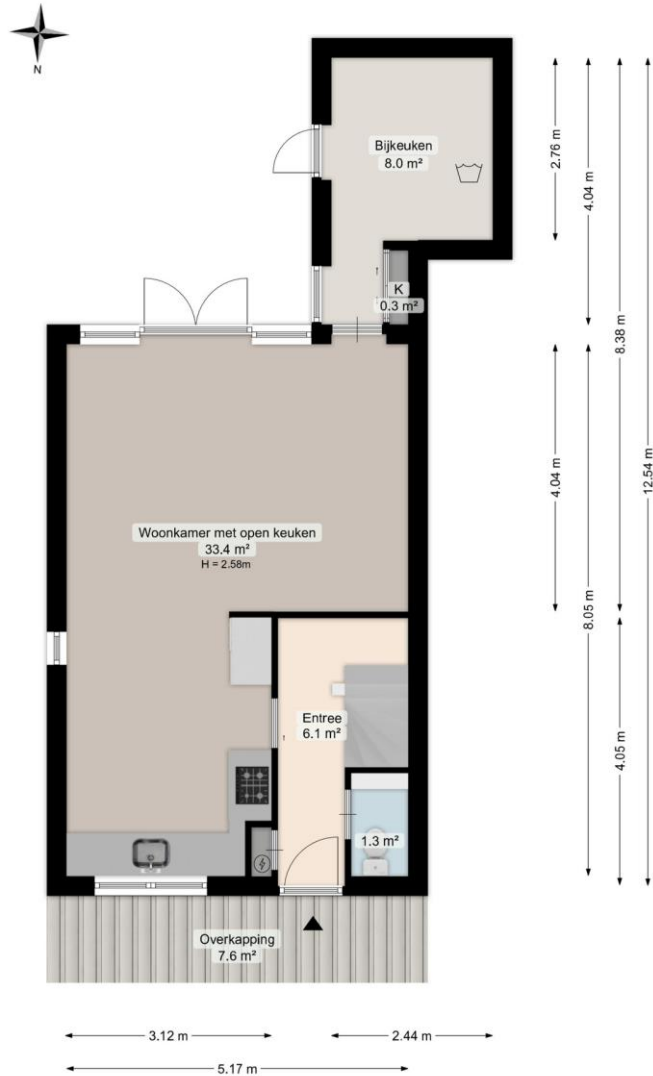 N
Bijkeuken
8.0 m²
K
0.3 m²
Woonkamer met open keuken
33.4 m²
H = 2.58m
Entree
6.1 m²
1.3 m²
Overkapping
7.6 m²
2.76 m
4.04 m
8.38 m
12.54 m
4.04 m
8.05 m
4.05 m
3.12 m
2.44 m
5.17 m